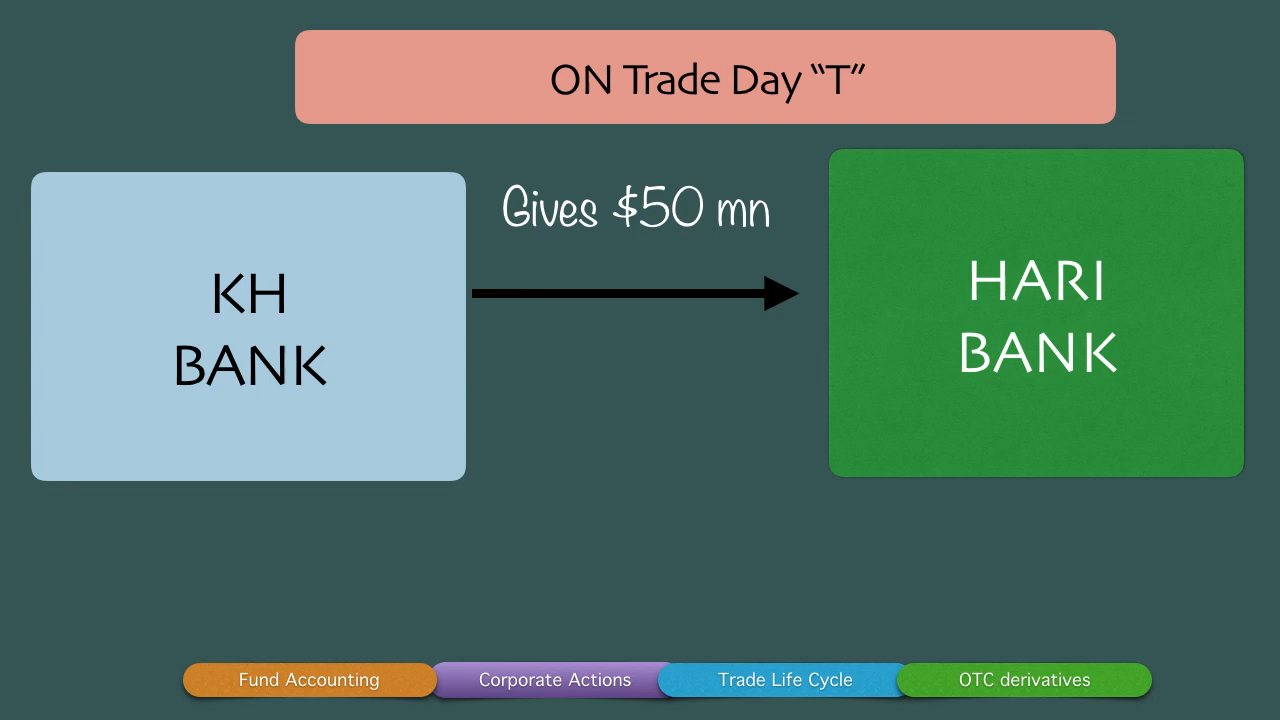 ON Trade Day “T”
Gives $50 mn
KH
BANK
HARI
BANK
Fund Accounting
Corporate Actions
Trade Life Cycle
OTC derivatives